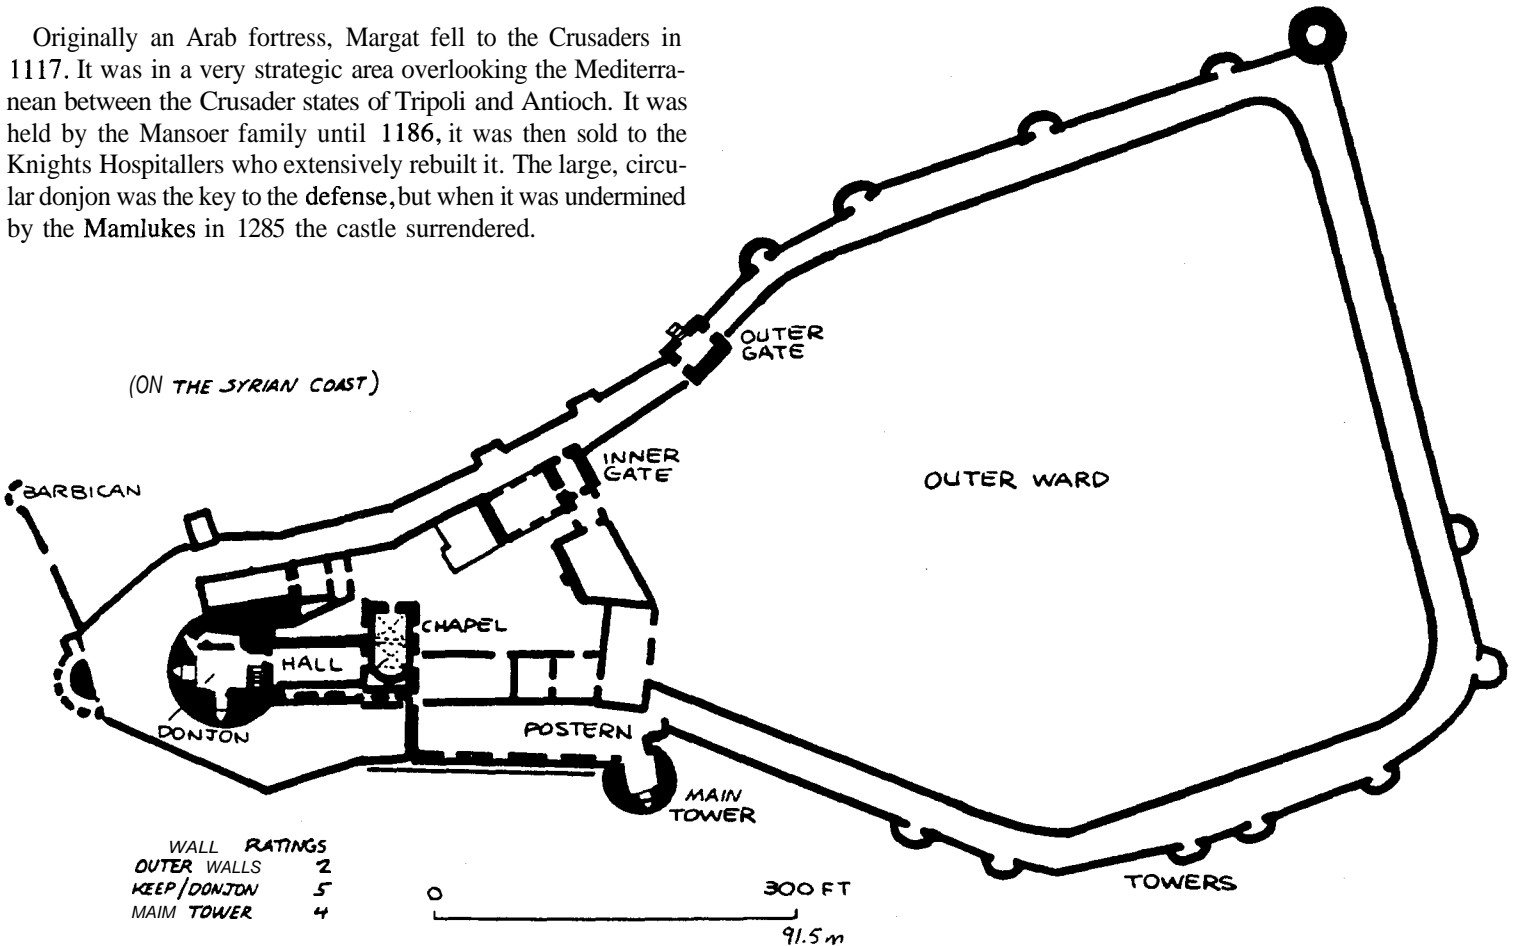 Originally an Arab fortress, Margat fell to the Crusaders in
1117. It was in a very strategic area overlooking the Mediterra-
nean between the Crusader states of Tripoli and Antioch. It was
held by the Mansoer family until 1186, it was then sold to the
Knights Hospitallers who extensively rebuilt it. The large, circu-
lar donjon was the key to the defense, but when it was undermined
by the Mamlukes in 1285 the castle surrendered.
(ON THE SYRIAN COAST)
OUTER
GATE
INNER
GATE
OUTER WARD
BARBICAN
CHAPEL
HALL
DONJON
POSTERN
MAIN
TOWER
TOWERS
WALL RATINGS
OUTER WALLS 2
KEEP/DONJON 5
MAIM TOWER 4
0 300 FT
91.5 m